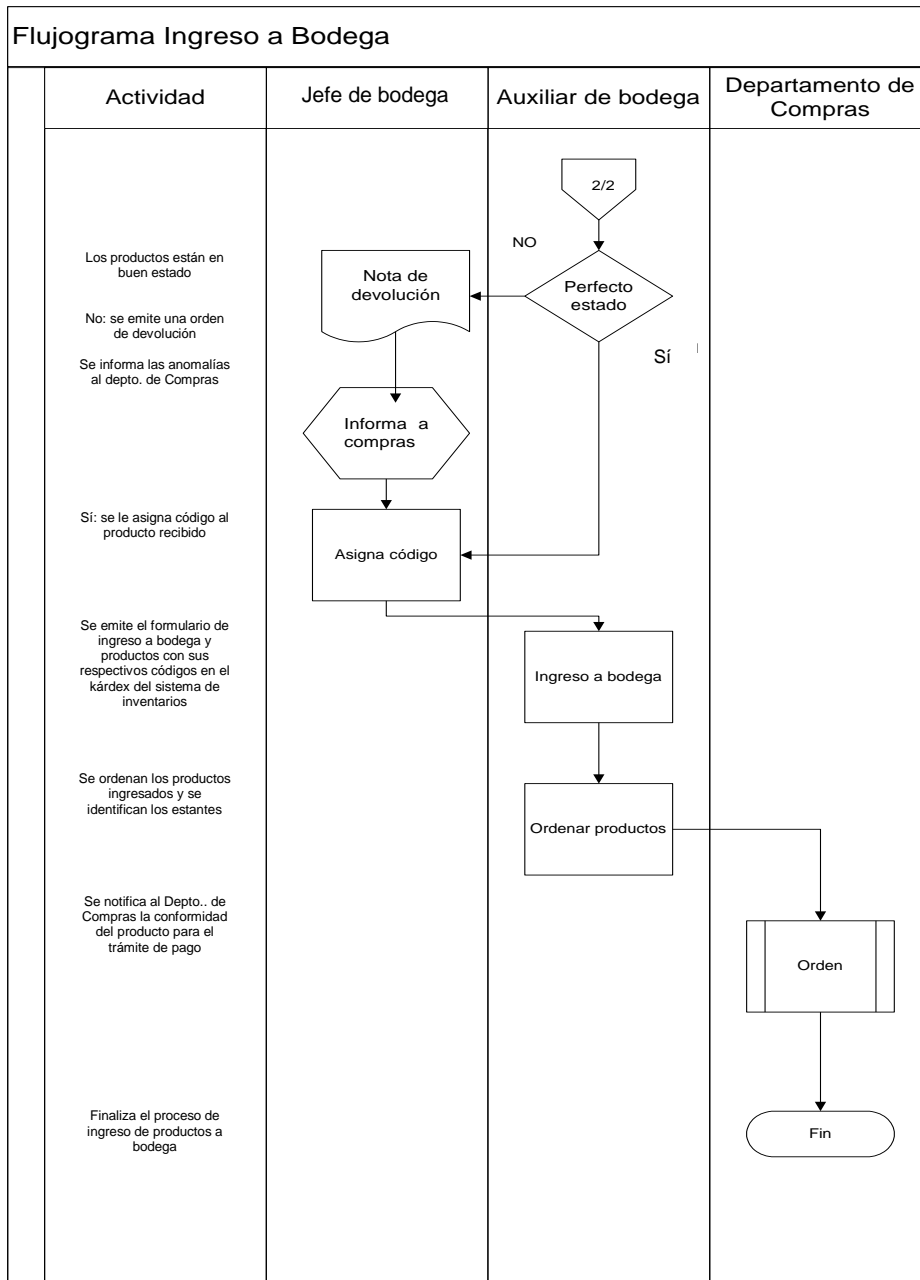 Flujograma Ingreso a Bodega
Actividad
Jefe de bodega
Auxiliar de bodega
Departamento de
Compras
2/2
NO
Los productos están en
buen estado
Nota de
devolución
Perfecto
estado
No: se emite una orden
de devolución
Sí
Se informa las anomalías
al depto. de Compras
Informa a
compras
Sí: se le asigna código al
producto recibido
Asigna código
Se emite el formulario de
ingreso a bodega y
productos con sus
respectivos códigos en el
kárdex del sistema de
inventarios
Ingreso a bodega
Se ordenan los productos
ingresados y se
identifican los estantes
Ordenar productos
Se notifica al Depto.. de
Compras la conformidad
del producto para el
trámite de pago
Orden
Finaliza el proceso de
ingreso de productos a
bodega
Fin